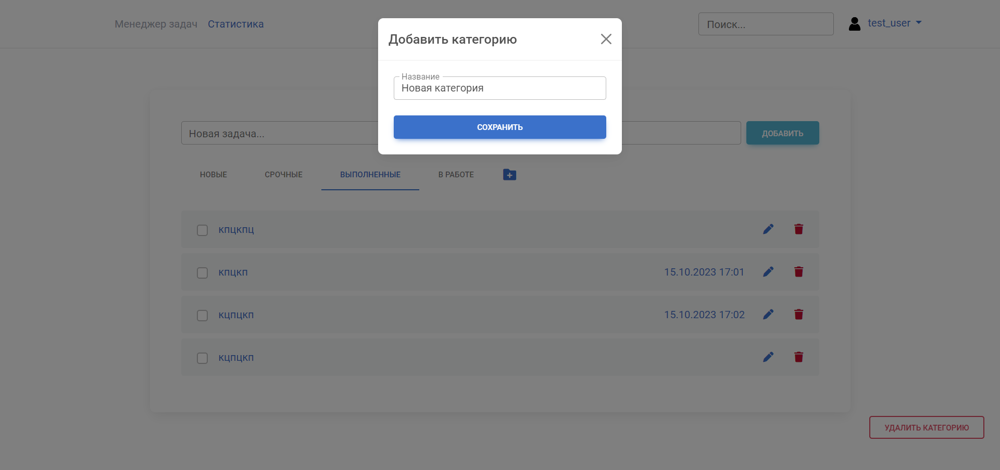 Менеджер задач Статистика
Поиск...
test_user
Добавить категорию
Название
Новая категория
СОХРАНИТЬ
Новая задача...
ДОБАВИТЬ
НОВЫЕ СРОЧНЫЕ ВЫПОЛНЕННЫЕ В РАБОТЕ
кпцкпц
кпцкп 15.10.2023 17:01
кцпцкп 15.10.2023 17:02
кцпцкп
УДАЛИТЬ КАТЕГОРИЮ